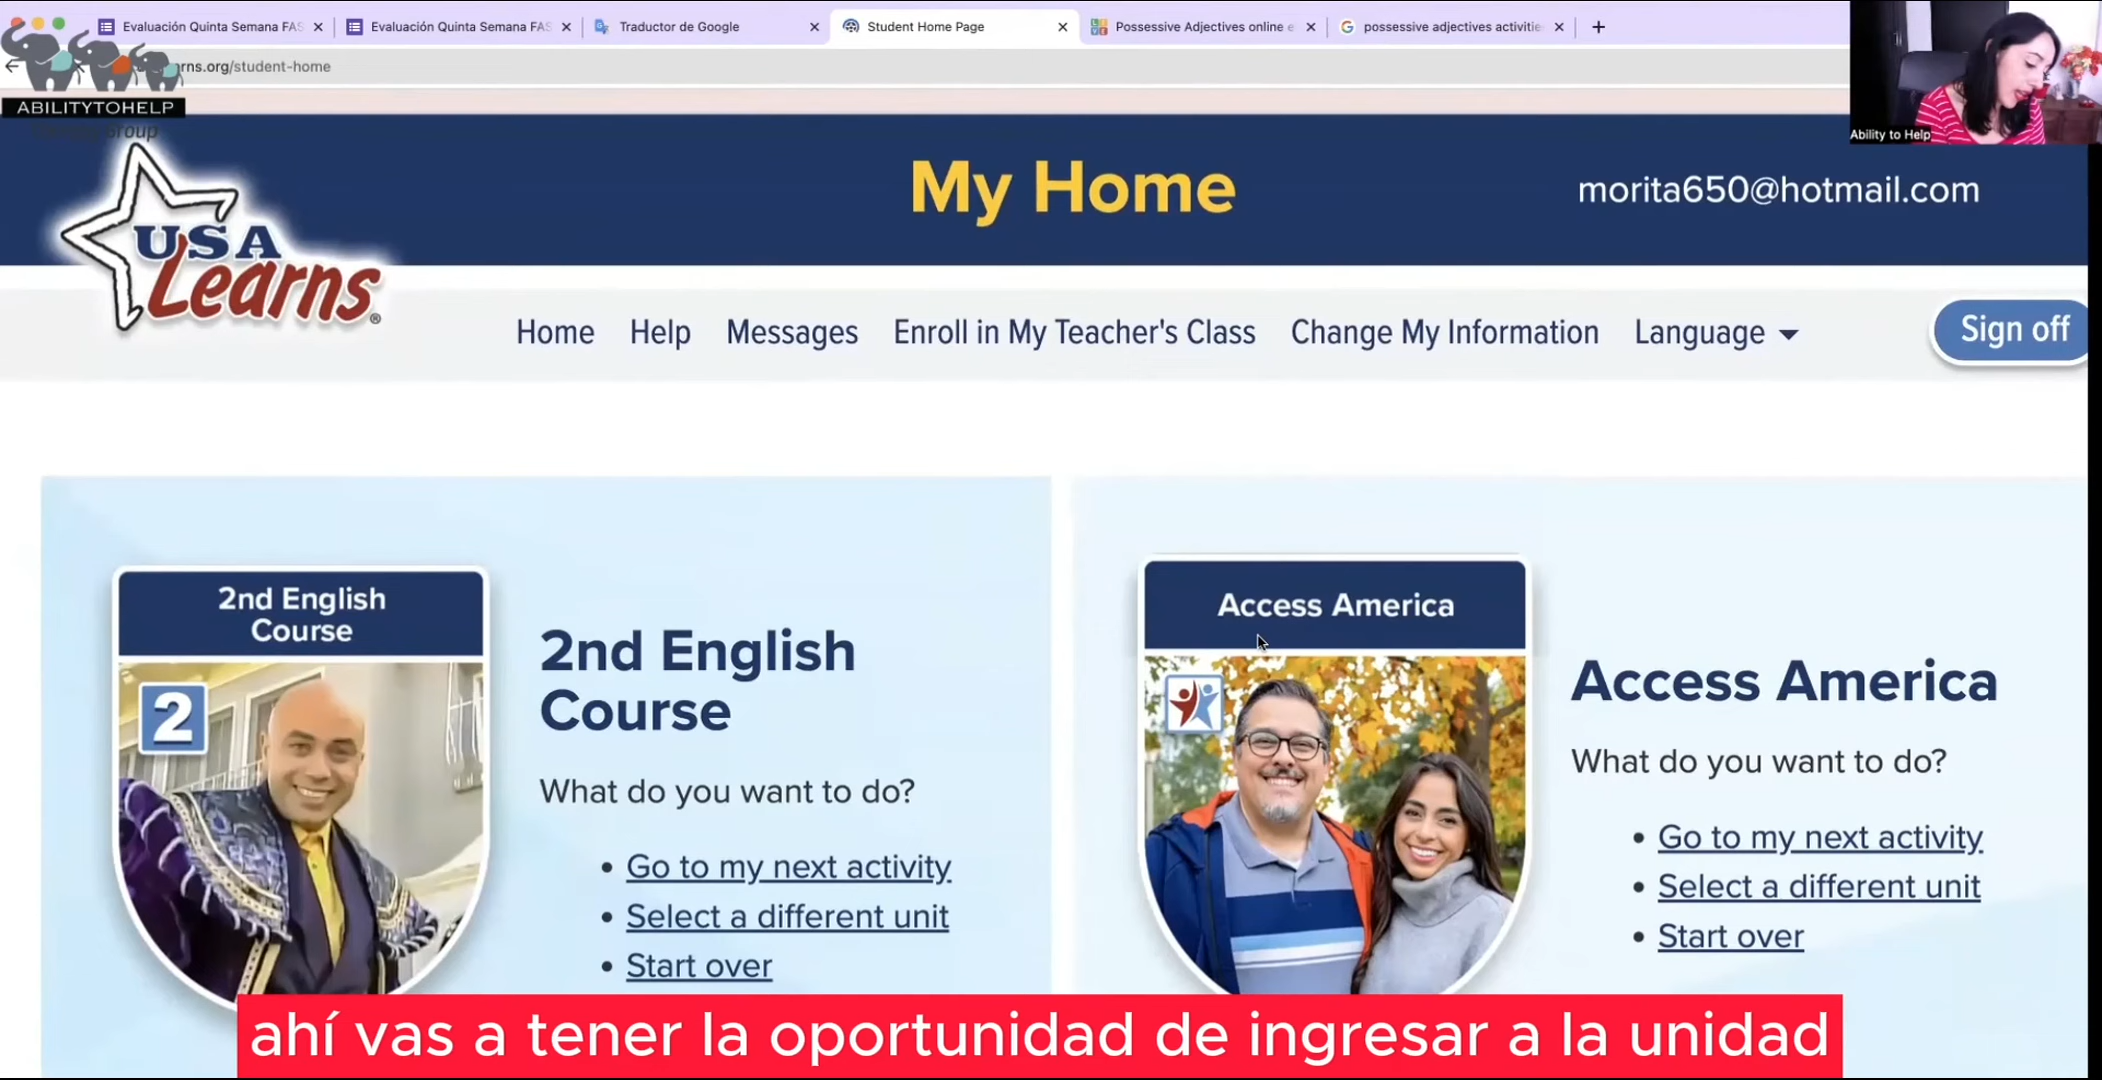 Evaluación Quinta Semana FAS
Evaluación Quinta Semana FAS
Traductor de Google
Student Home Page
Possessive Adjectives online e
possessive adjectives activitie
rns.org/student-home
ABILITYTOHELP
Group
Ability to Help
USA
Learns
My Home
morita650@hotmail.com
Home
Help
Messages
Enroll in My Teacher's Class
Change My Information
Language
Sign off
2nd English
Course
2
2nd English
Course
What do you want to do?
• Go to my next activity
• Select a different unit
• Start over
Access America
Access America
What do you want to do?
• Go to my next activity
• Select a different unit
• Start over
ahí vas a tener la oportunidad de ingresar a la unidad